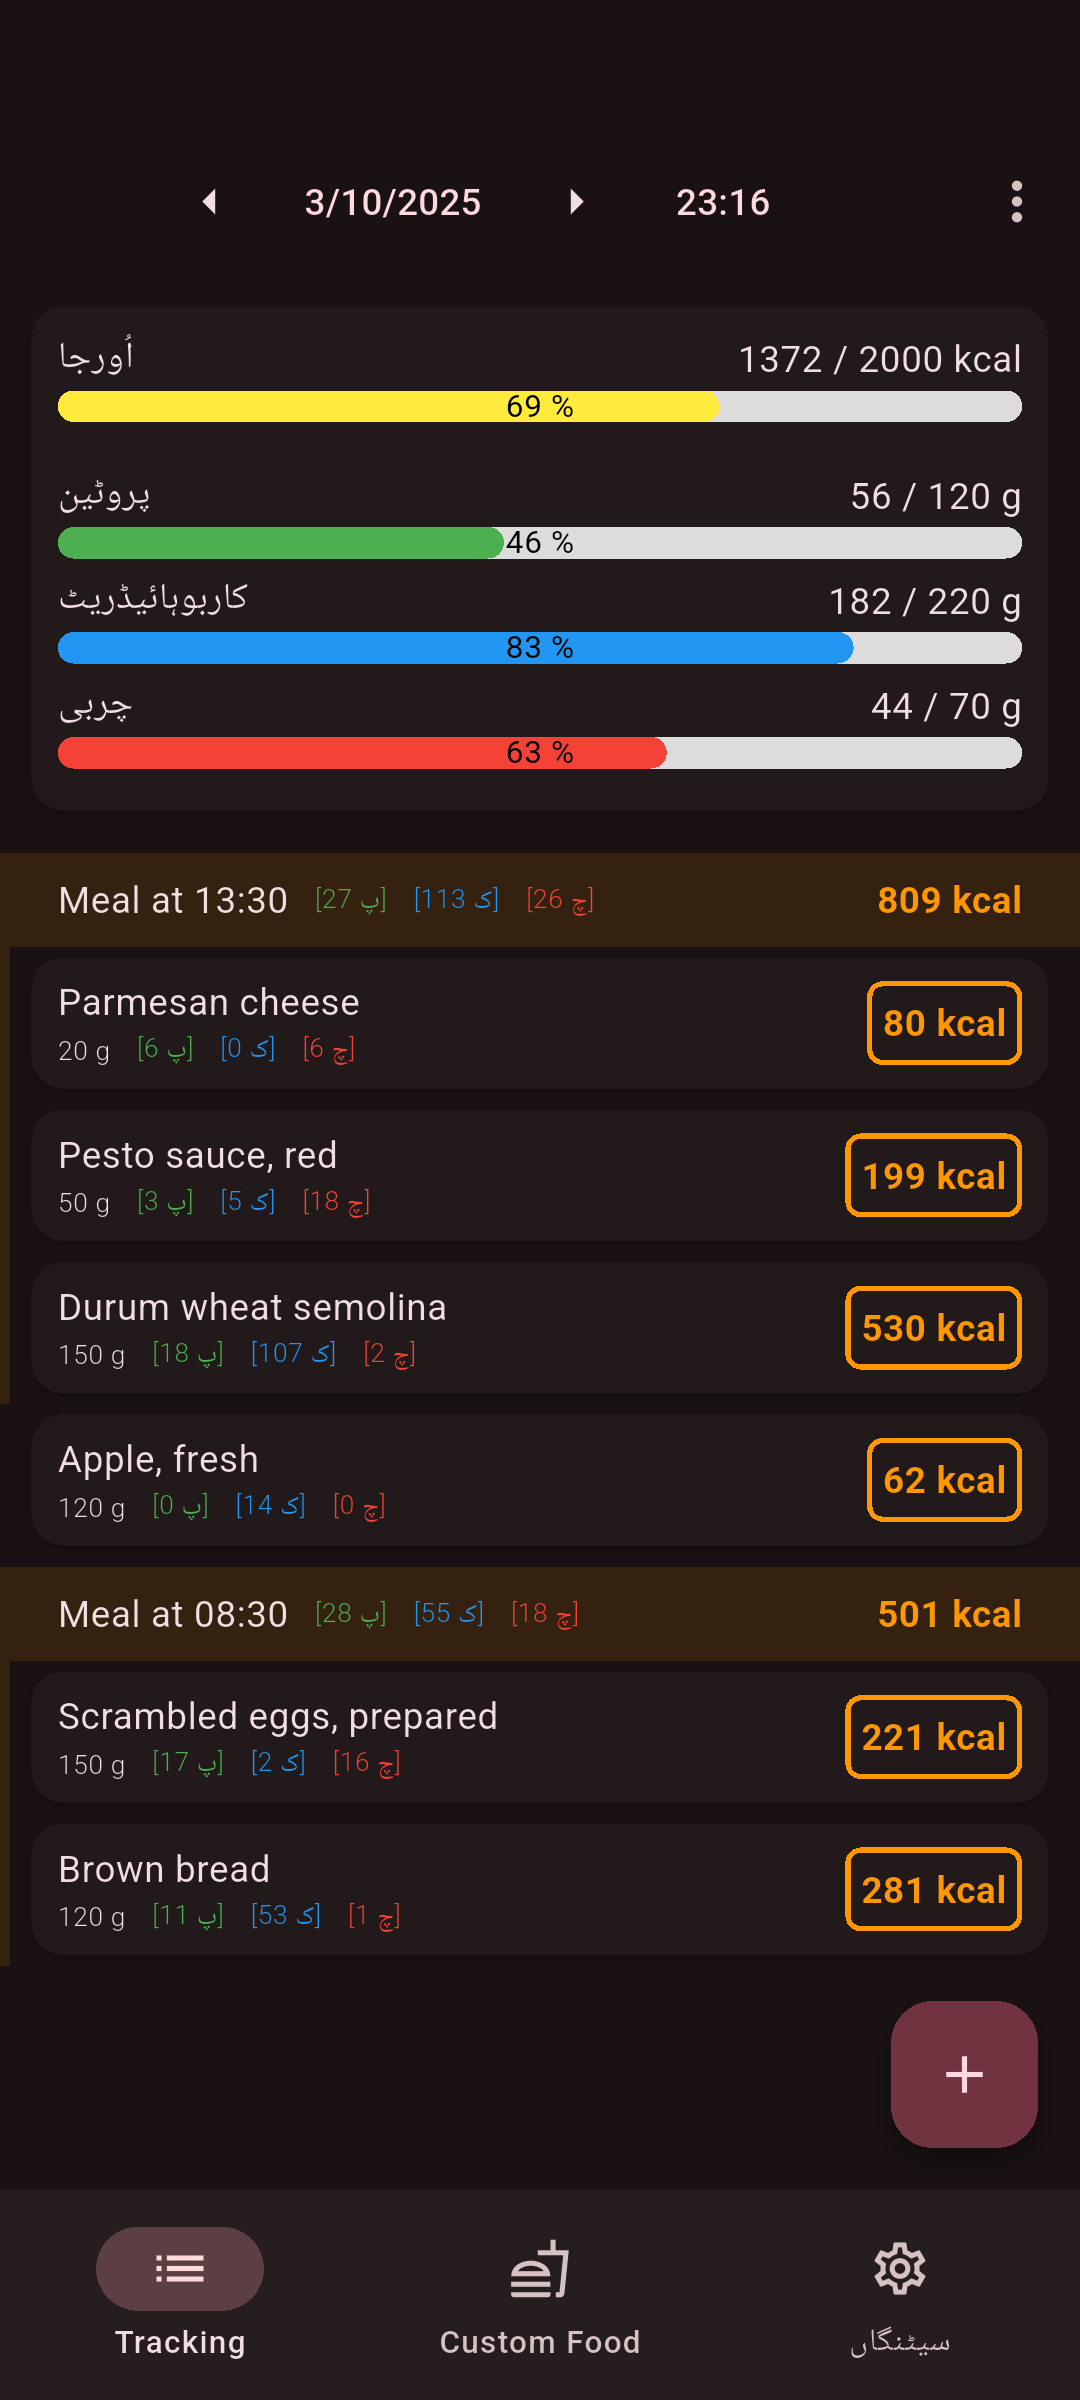 3/10/2025 23:16
أورجا 1372 / 2000 kcal
69 %
پروٹین 56 / 120 g
46 %
کاربوہائیڈریٹ 182 / 220 g
83 %
چربی 44 / 70 g
63 %
Meal at 13:30 [27 پ] [113 ک] [26 چ] 809 kcal
Parmesan cheese
20 g [6 پ] [0 ک] [6 چ] 80 kcal
Pesto sauce, red
50 g [3 پ] [5 ک] [18 چ] 199 kcal
Durum wheat semolina
150 g [18 پ] [107 ک] [2 چ] 530 kcal
Apple, fresh
120 g [0 پ] [14 ک] [0 چ] 62 kcal
Meal at 08:30 [28 پ] [55 ک] [18 چ] 501 kcal
Scrambled eggs, prepared
150 g [17 پ] [2 ک] [16 چ] 221 kcal
Brown bread
120 g [11 پ] [53 ک] [1 چ] 281 kcal
Tracking Custom Food سیٹنگاں